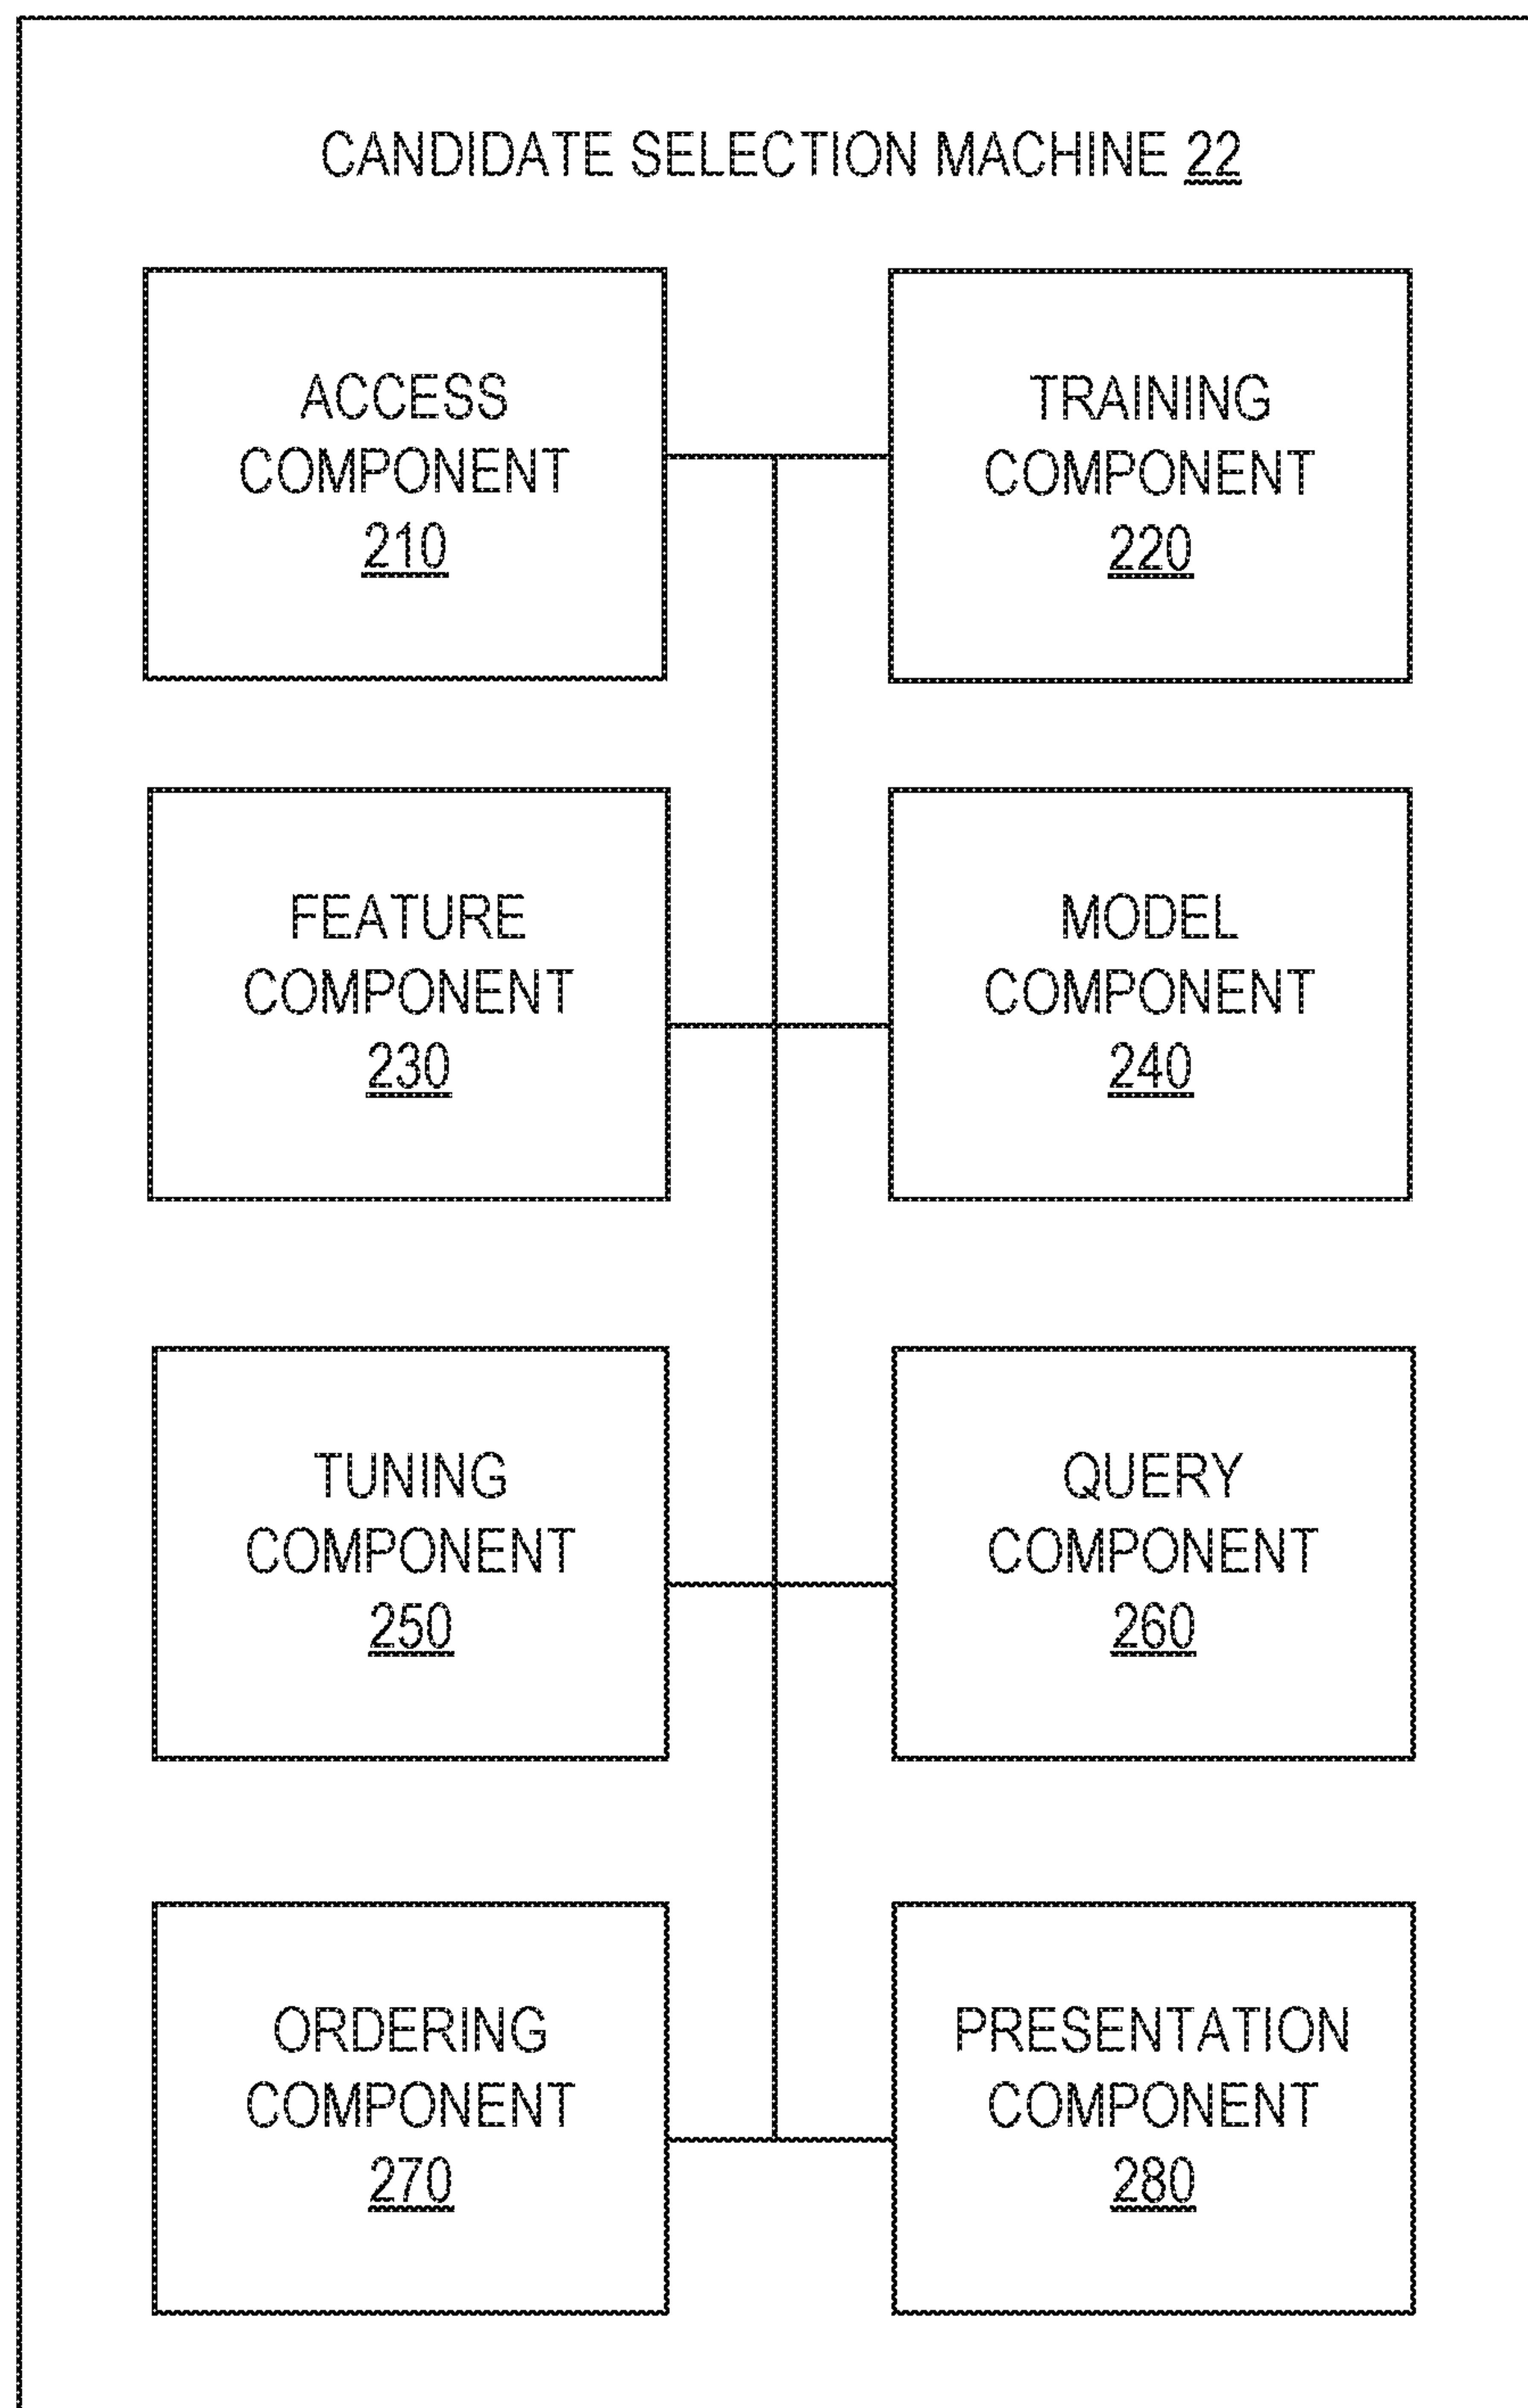 CANDIDATE SELECTION MACHINE 22
ACCESS
COMPONENT
210
TRAINING
COMPONENT
220
FEATURE
COMPONENT
230
MODEL
COMPONENT
240
TUNING
COMPONENT
250
QUERY
COMPONENT
260
ORDERING
COMPONENT
270
PRESENTATION
COMPONENT
280